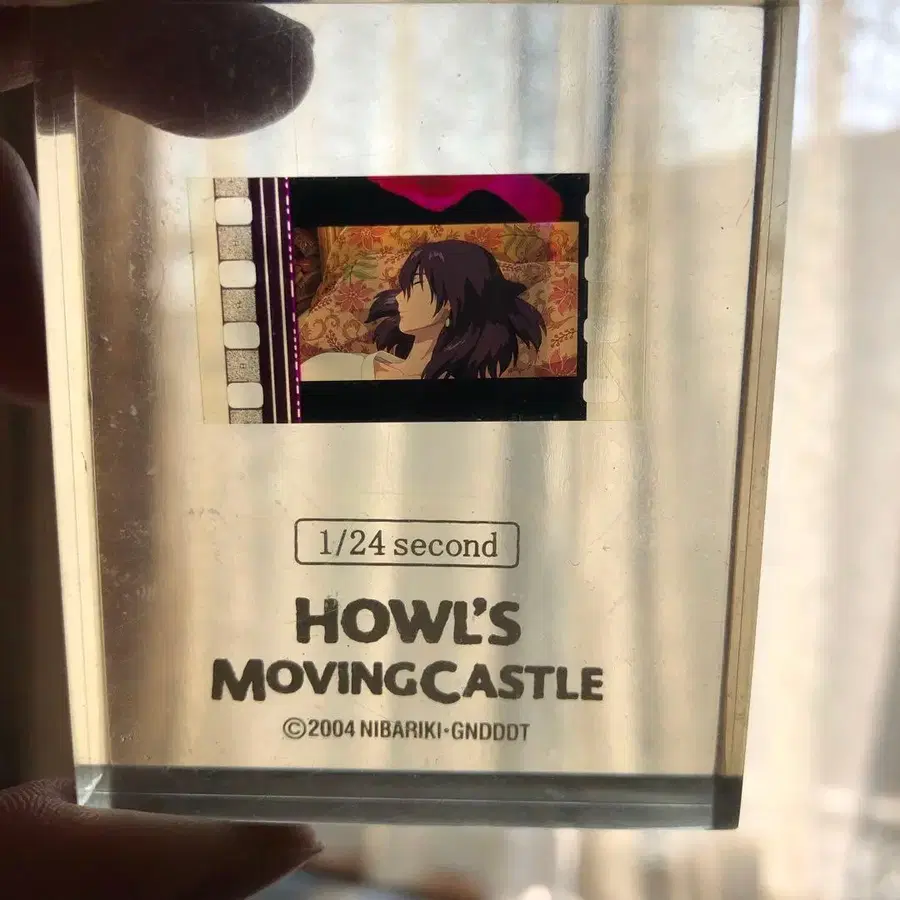 1/24 second
HOWL'S
MOVINGCASTLE
©2004 NIBARIKI·GNDDDT